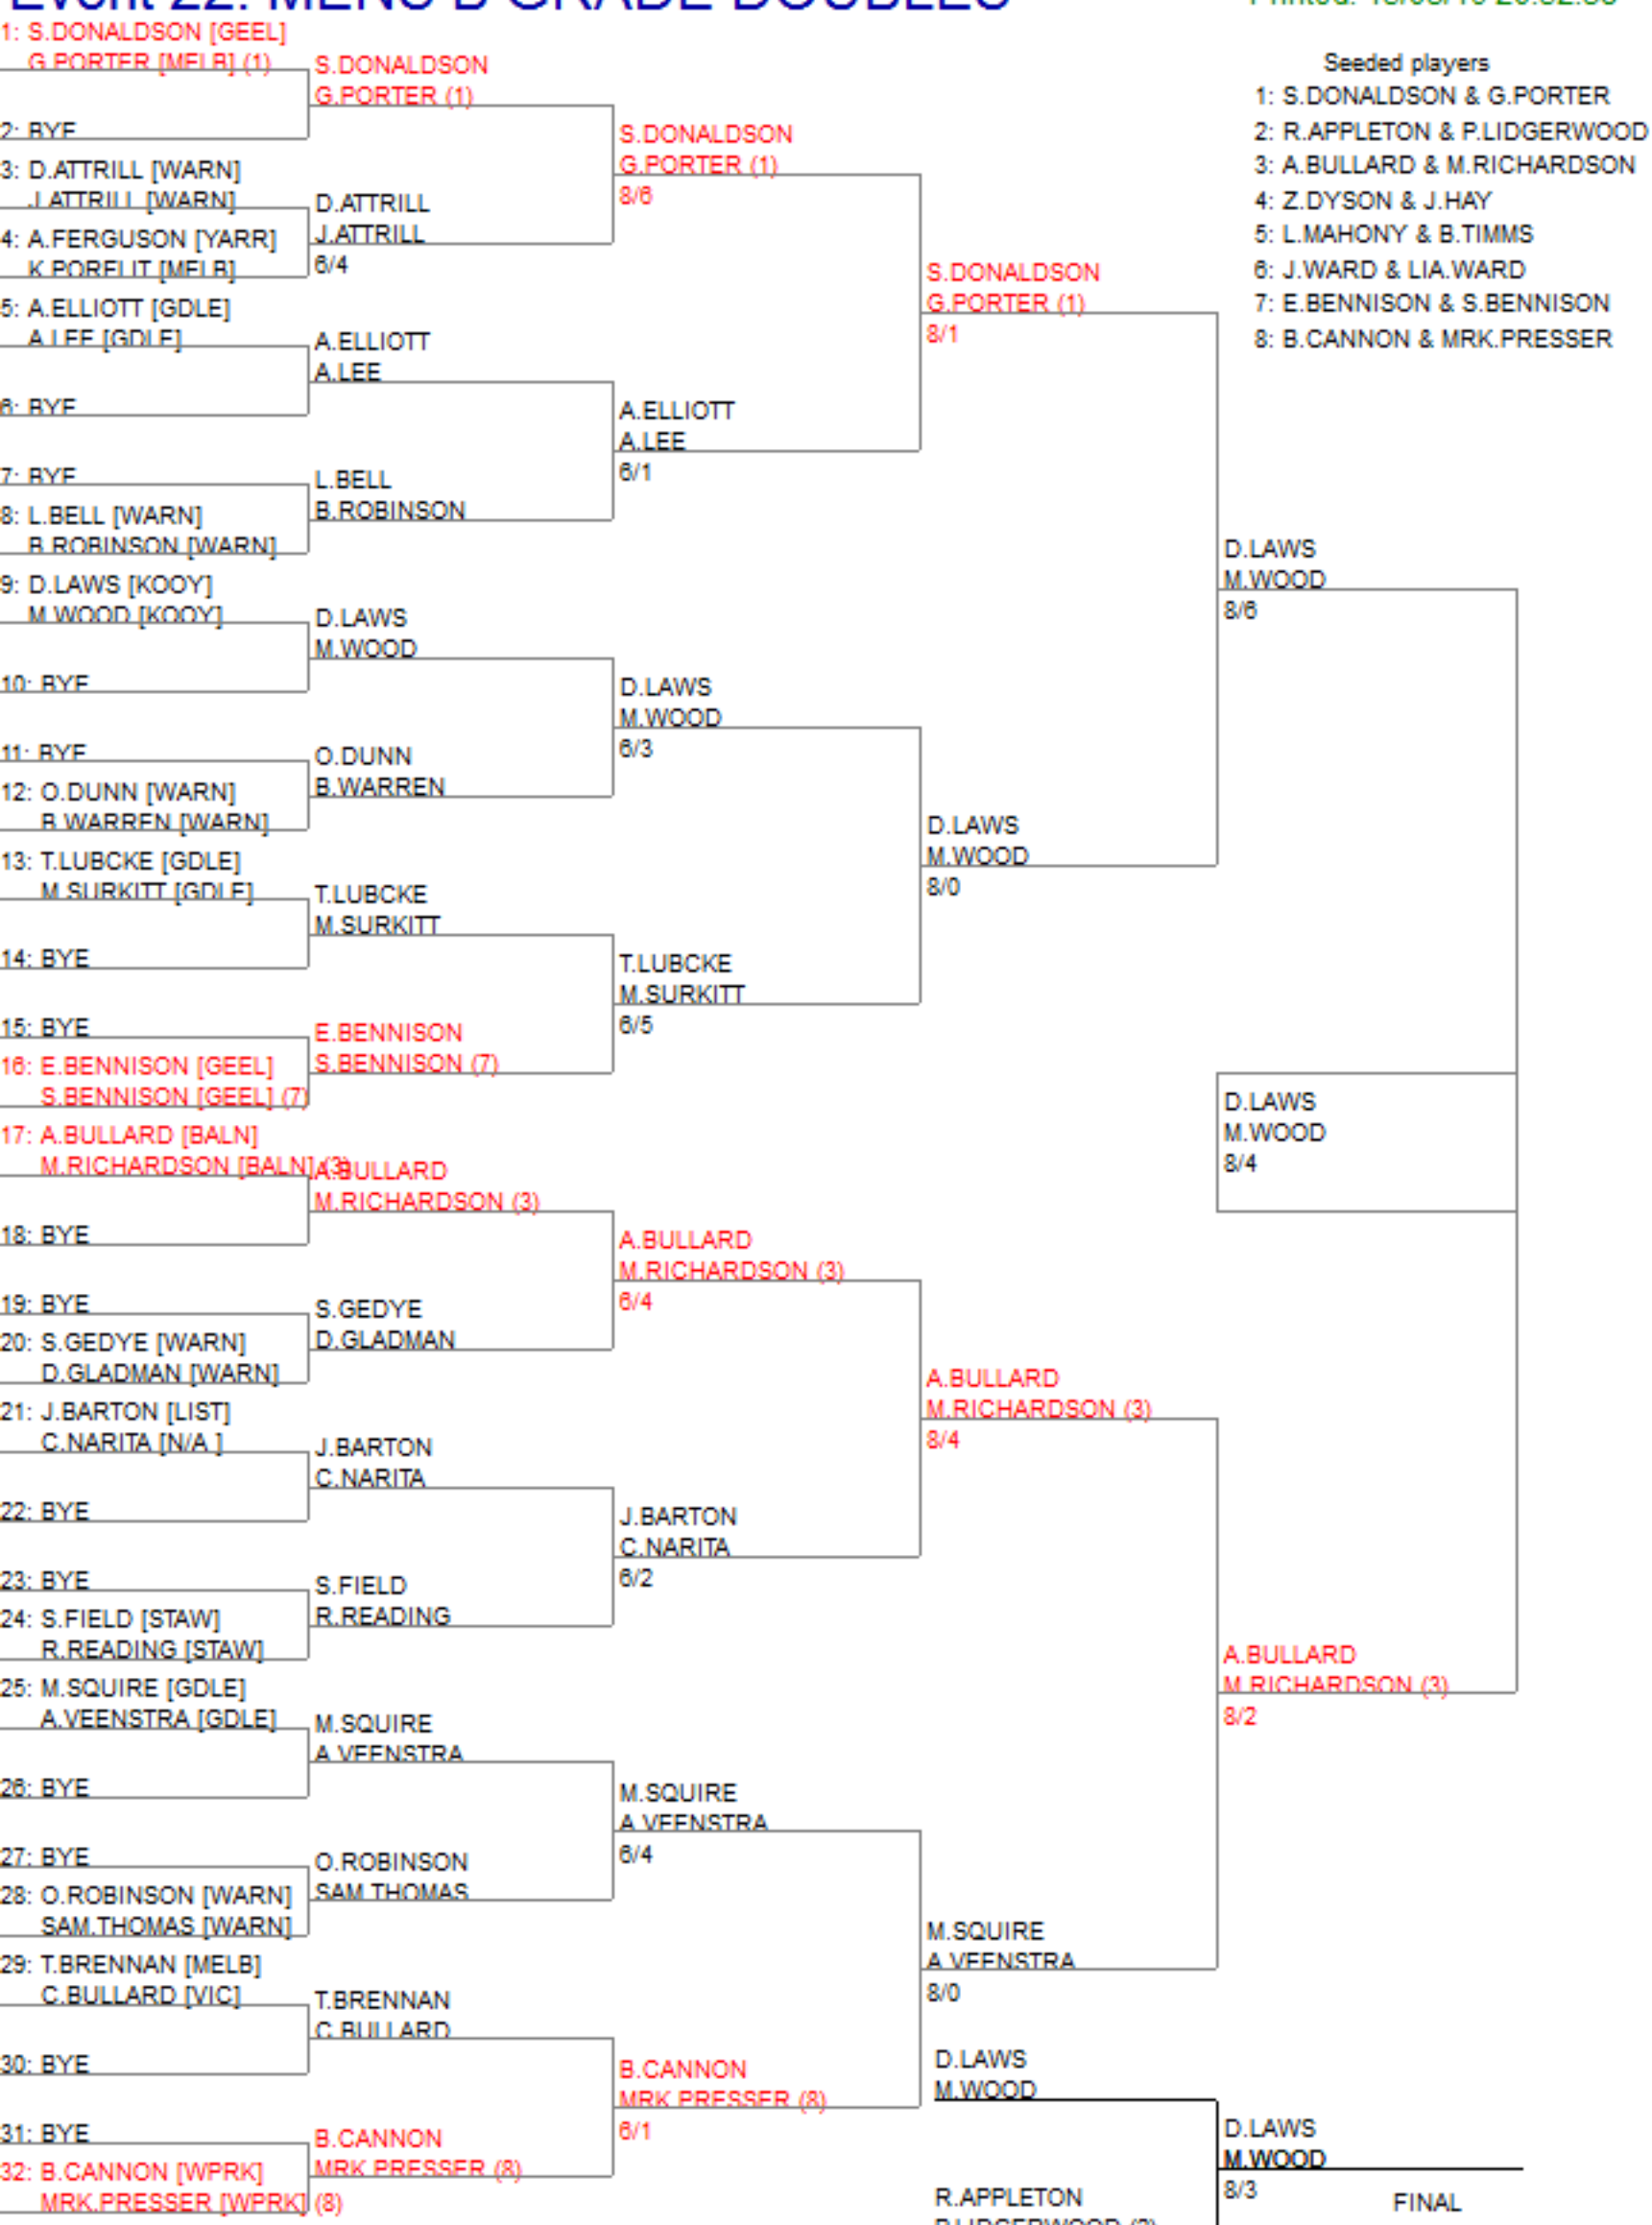 Event 22: MENS B GRADE DOUBLES
Printed:
Seeded players
1: S.DONALDSON & G.PORTER
2: R.APPLETON & P.LIDGERWOOD
3: A.BULLARD & M.RICHARDSON
4: Z.DYSON & J.HAY
5: L.MAHONY & B.TIMMS
6: J.WARD & LIA.WARD
7: E.BENNISON & S.BENNISON
8: B.CANNON & MRK.PRESSER
1: S.DONALDSON [GEEL]
G.PORTER [MELB] (1)
2: BYE
3: D.ATTRILL [WARN]
J.ATTRILL [WARN]
4: A.FERGUSON [YARR]
[MELB]
5: A.ELLIOTT [GDLE]
A.LEE [GDLE]
6: BYE
7: BYE
8: L.BELL [WARN]
B.ROBINSON [WARN]
9: D.LAWS [KOOY]
M.WOOD [KOOY]
10: BYE
11: BYE
12: O.DUNN [WARN]
B.WARREN [WARN]
13: T.LUBCKE [GDLE]
M.SURKITT [GDLE]
14: BYE
15: BYE
16: E.BENNISON [GEEL]
S.BENNISON [GEEL] (7)
17: A.BULLARD [BALN]
M.RICHARDSON [BALN] (3)
18: BYE
19: BYE
20: S.GEDYE [WARN]
D.GLADMAN [WARN]
21: J.BARTON [LIST]
C.NARITA [N/A ]
22: BYE
23: BYE
24: S.FIELD [STAW]
R.READING [STAW]
25: M.SQUIRE [GDLE]
A.VEENSTRA [GDLE]
26: BYE
27: BYE
28: O.ROBINSON [WARN]
SAM.THOMAS [WARN]
29: T.BRENNAN [MELB]
C.BULLARD [VIC]
30: BYE
31: BYE
32: B.CANNON [WPRK]
MRK.PRESSER [WPRK] (8)
S.DONALDSON
G.PORTER (1)
D.ATTRILL
J.ATTRILL
6/4
A.ELLIOTT
A.LEE
L.BELL
B.ROBINSON
D.LAWS
M.WOOD
O.DUNN
B.WARREN
T.LUBCKE
M.SURKITT
E.BENNISON
S.BENNISON (7)
A.BULLARD
M.RICHARDSON (3)
S.GEDYE
D.GLADMAN
J.BARTON
C.NARITA
S.FIELD
R.READING
M.SQUIRE
A.VEENSTRA
O.ROBINSON
SAM.THOMAS
T.BRENNAN
C.BULLARD
B.CANNON
MRK.PRESSER (8)
S.DONALDSON
G.PORTER (1)
8/6
A.ELLIOTT
A.LEE
6/1
D.LAWS
M.WOOD
6/3
T.LUBCKE
M.SURKITT
6/5
A.BULLARD
M.RICHARDSON (3)
6/4
J.BARTON
C.NARITA
6/2
M.SQUIRE
A.VEENSTRA
6/4
B.CANNON
MRK.PRESSER (8)
6/1
S.DONALDSON
G.PORTER (1)
8/1
D.LAWS
M.WOOD
8/0
A.BULLARD
M.RICHARDSON (3)
8/4
M.SQUIRE
A.VEENSTRA
8/0
D.LAWS
M.WOOD
8/6
D.LAWS
M.WOOD
8/4
A.BULLARD
M.RICHARDSON (3)
8/2
D.LAWS
M.WOOD
R.APPLETON
P.LIDGERWOOD (2)
D.LAWS
M.WOOD
8/3
FINAL